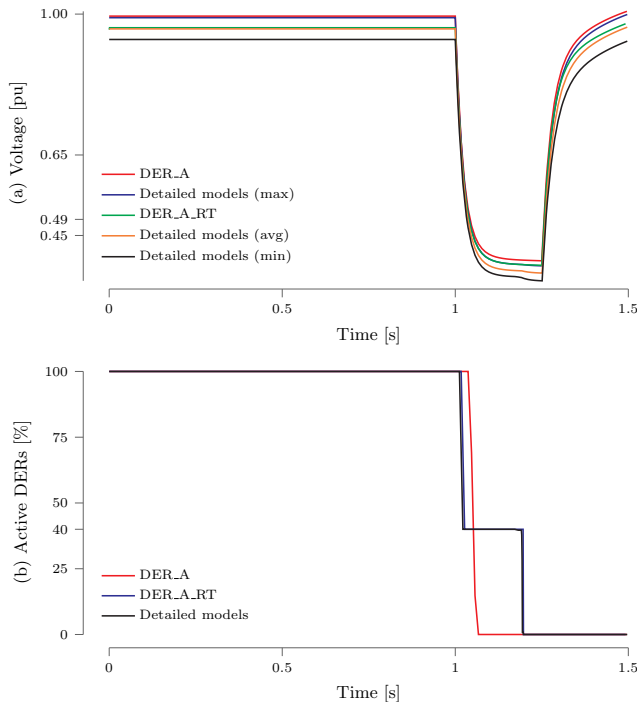 1.00
0.65
0.49
0.45
(a) Voltage [pu]
DER_A
Detailed models (max)
DER_A_RT
Detailed models (avg)
Detailed models (min)
0 0.5 1 1.5
Time [s]
100
75
50
40
25
0
(b) Active DERs [%]
DER_A
DER_A_RT
Detailed models
0 0.5 1 1.5
Time [s]